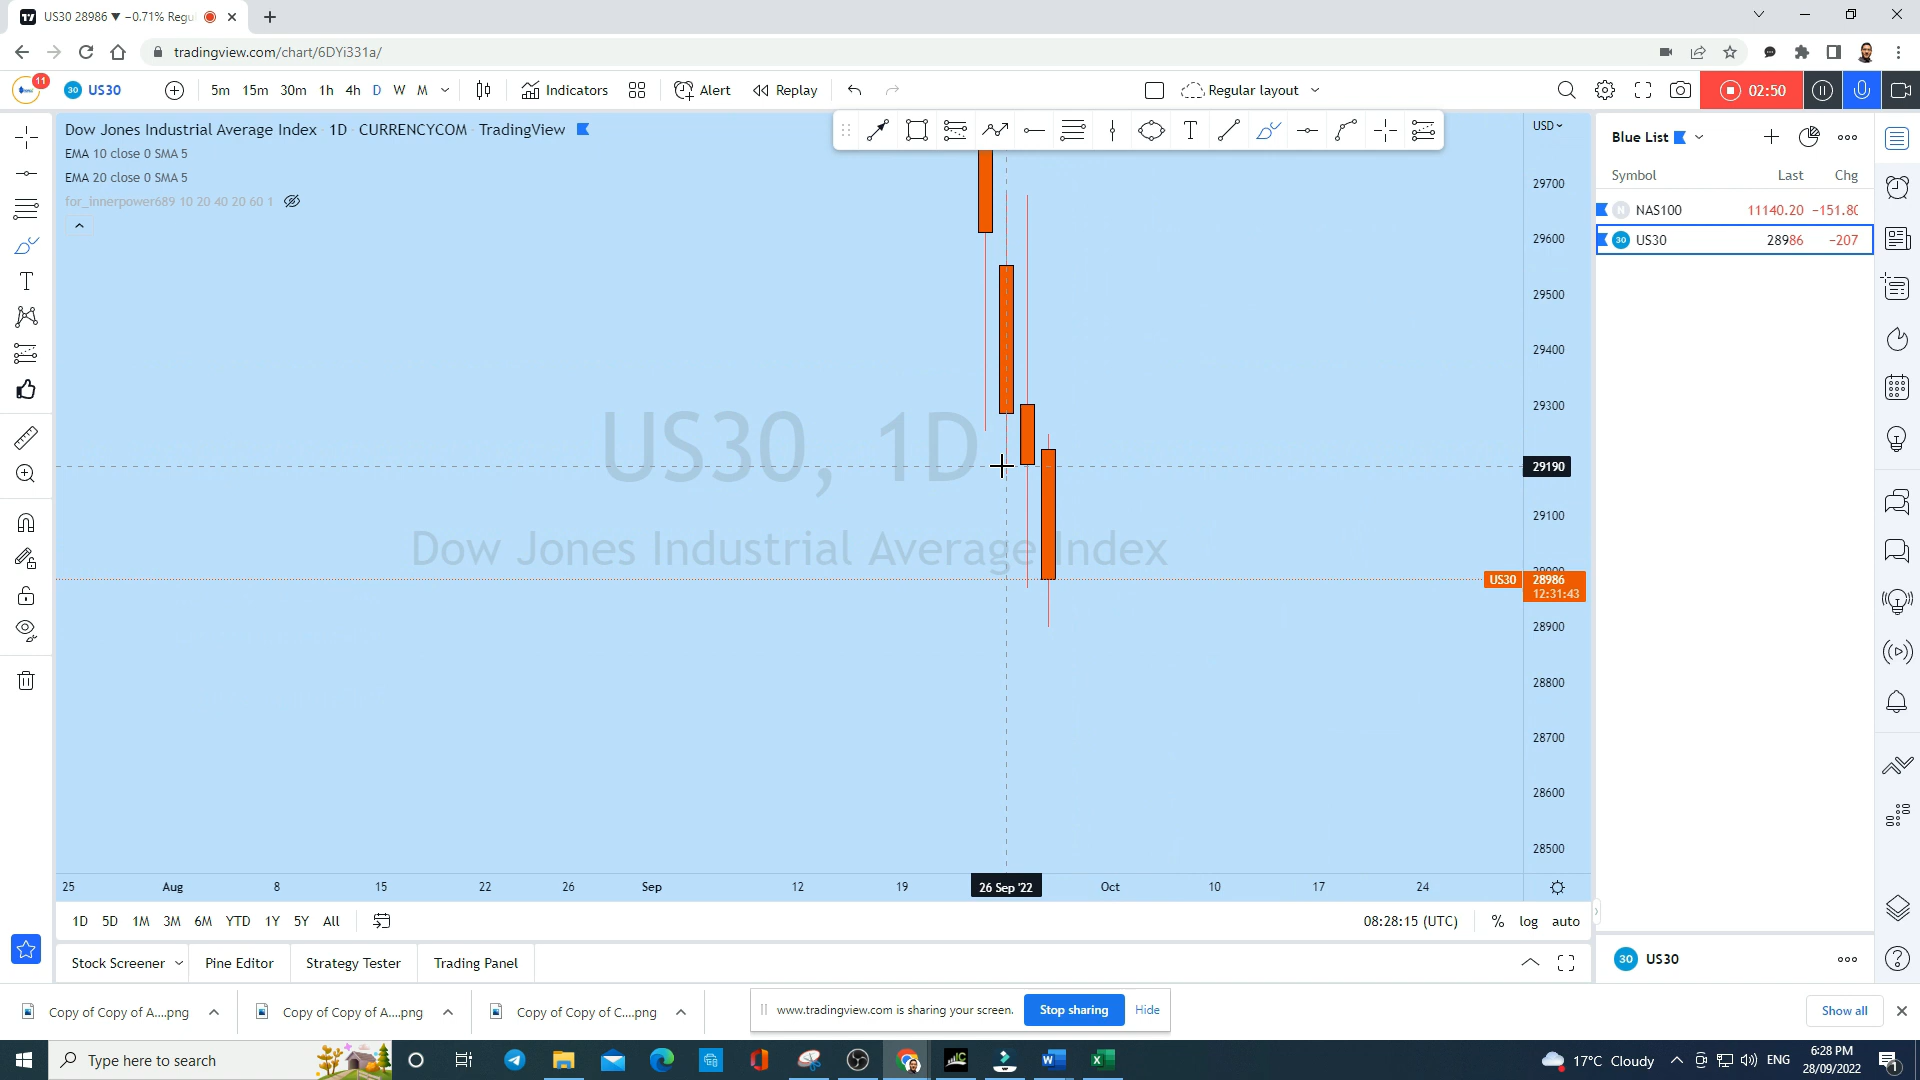 US30 28986 ▼ −0.71% Regu
tradingview.com/chart/6DYi331a/
11
30 US30 5m 15m 30m 1h 4h D W M Indicators Alert Replay Regular layout 02:50
Dow Jones Industrial Average Index · 1D · CURRENCYCOM · TradingView
EMA 10 close 0 SMA 5
EMA 20 close 0 SMA 5
for_innerpower689 10 20 40 20 60 1
USD
29700
29600
29500
29400
29300
29190
29100
29000
US30 28986
12:31:43
28900
28800
28700
28600
28500
US30, 1D
Dow Jones Industrial Average Index
25 Aug 8 15 22 26 Sep 12 19 26 Sep '22 Oct 10 17 24
1D 5D 1M 3M 6M YTD 1Y 5Y All 08:28:15 (UTC) % log auto
Stock Screener Pine Editor Strategy Tester Trading Panel
Blue List
Symbol Last Chg
N NAS100 11140.20 −151.80
30 US30 28986 −207
30 US30
Copy of Copy of A....png Copy of Copy of A....png Copy of Copy of C....png www.tradingview.com is sharing your screen. Stop sharing Hide Show all
Type here to search 17°C Cloudy ENG 6:28 PM
28/09/2022 1